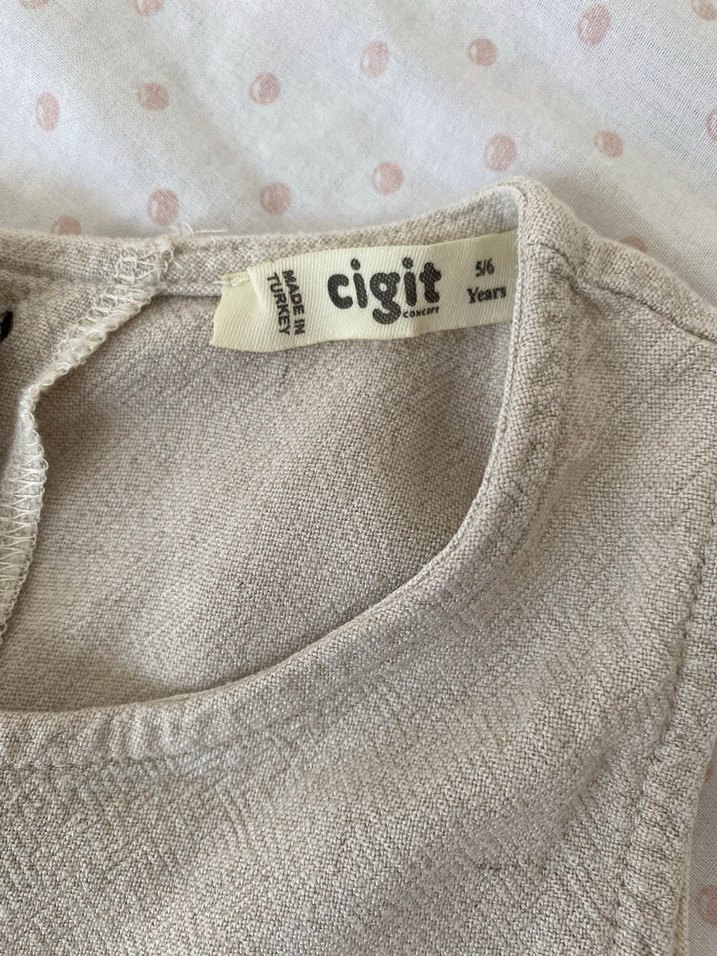 MADE IN
TURKEY
cigit
concept
5/6
Years